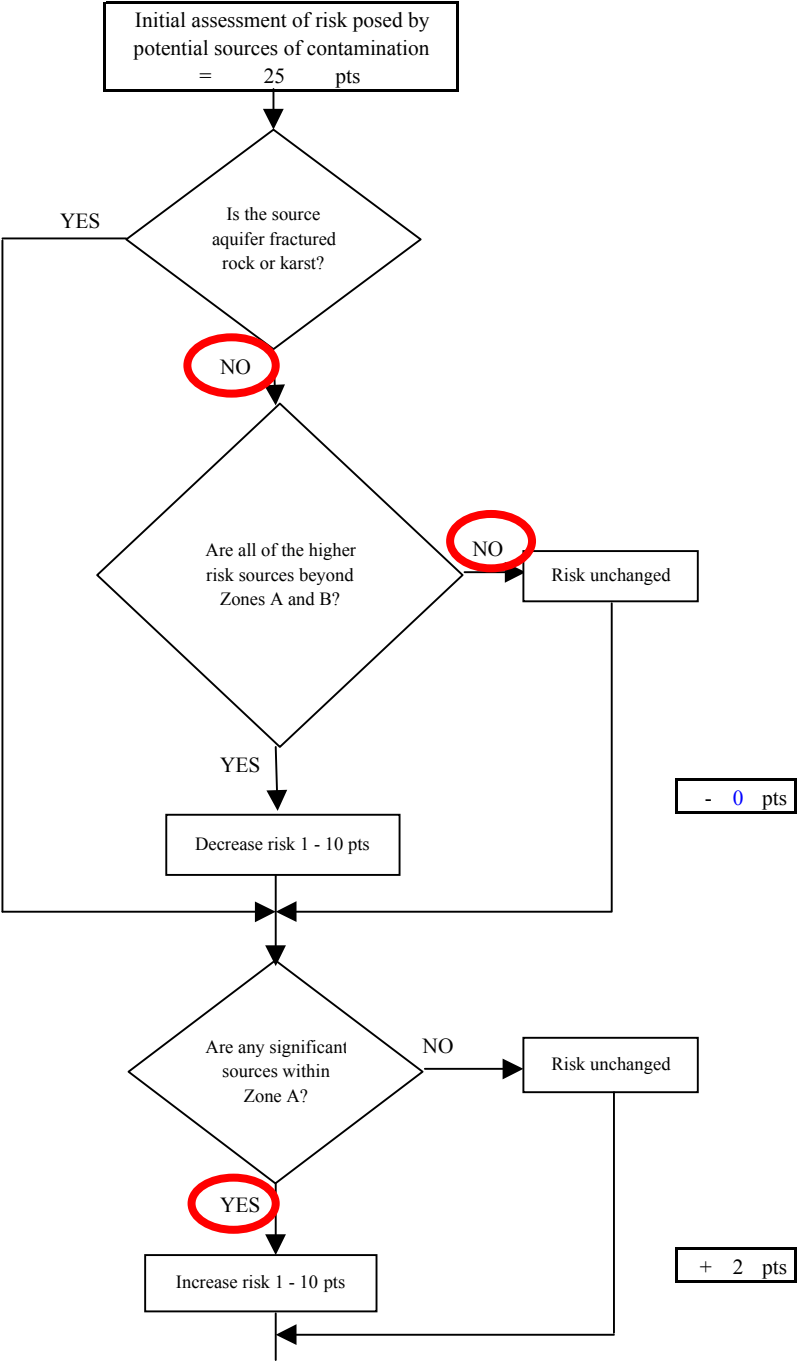 Initial assessment of risk posed by
potential sources of contamination
= 25 pts
YES
Is the source
aquifer fractured
rock or karst?
NO
Are all of the higher
risk sources beyond
Zones A and B?
NO
Risk unchanged
YES
- 0 pts
Decrease risk 1 - 10 pts
Are any significant
sources within
Zone A?
NO
Risk unchanged
YES
Increase risk 1 - 10 pts
+ 2 pts